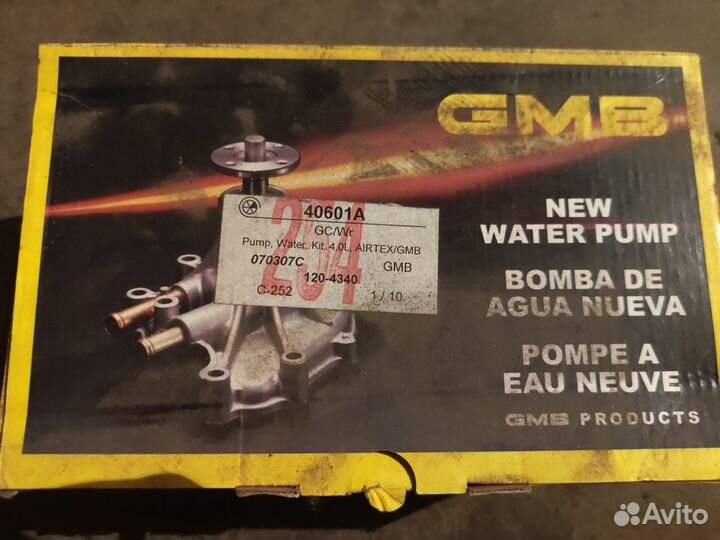 GMB
NEW
WATER PUMP
BOMBA DE
AGUA NUEVA
POMPE A
EAU NEUVE
GMB PRODUCTS
40601A
GC/Wr
Pump, Water, Kit, 4.0L, AIRTEX/GMB
070307C GMB
120-4340
C-252 1 / 10
254
Avito